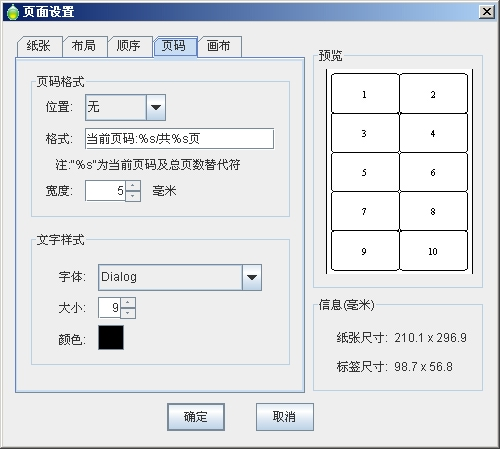 页面设置
纸张 布局 顺序 页码 画布
页码格式
位置: 无
格式: 当前页码:%s/共%s页
注:"%s"为当前页码及总页数替代符
宽度: 5 毫米
文字样式
字体: Dialog
大小: 9
颜色:
预览
1 2
3 4
5 6
7 8
9 10
信息(毫米)
纸张尺寸: 210.1 x 296.9
标签尺寸: 98.7 x 56.8
确定 取消